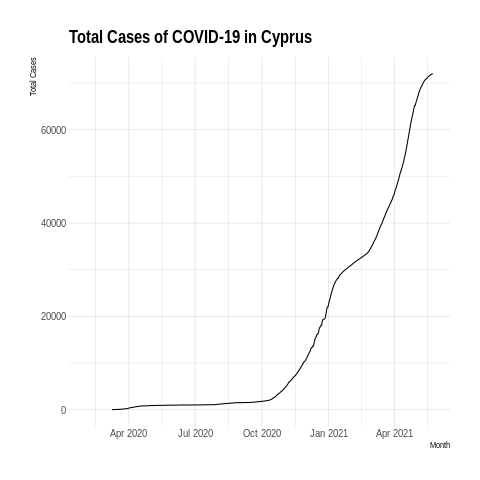 Total Cases of COVID-19 in Cyprus
Total Cases
60000
40000
20000
0
Apr 2020 Jul 2020 Oct 2020 Jan 2021 Apr 2021
Month